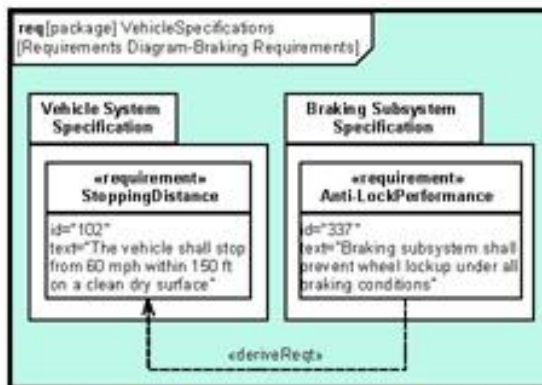 req[package] VehicleSpecifications
[Requirements Diagram-Braking Requirements]
Vehicle System
Specification
«requirement»
StoppingDistance
id="102"
text="The vehicle shall stop
from 60 mph within 150 ft
on a clean dry surface"
Braking Subsystem
Specification
«requirement»
Anti-LockPerformance
id="337"
text="Braking subsystem shall
prevent wheel lockup under all
braking conditions"
«deriveReqt»